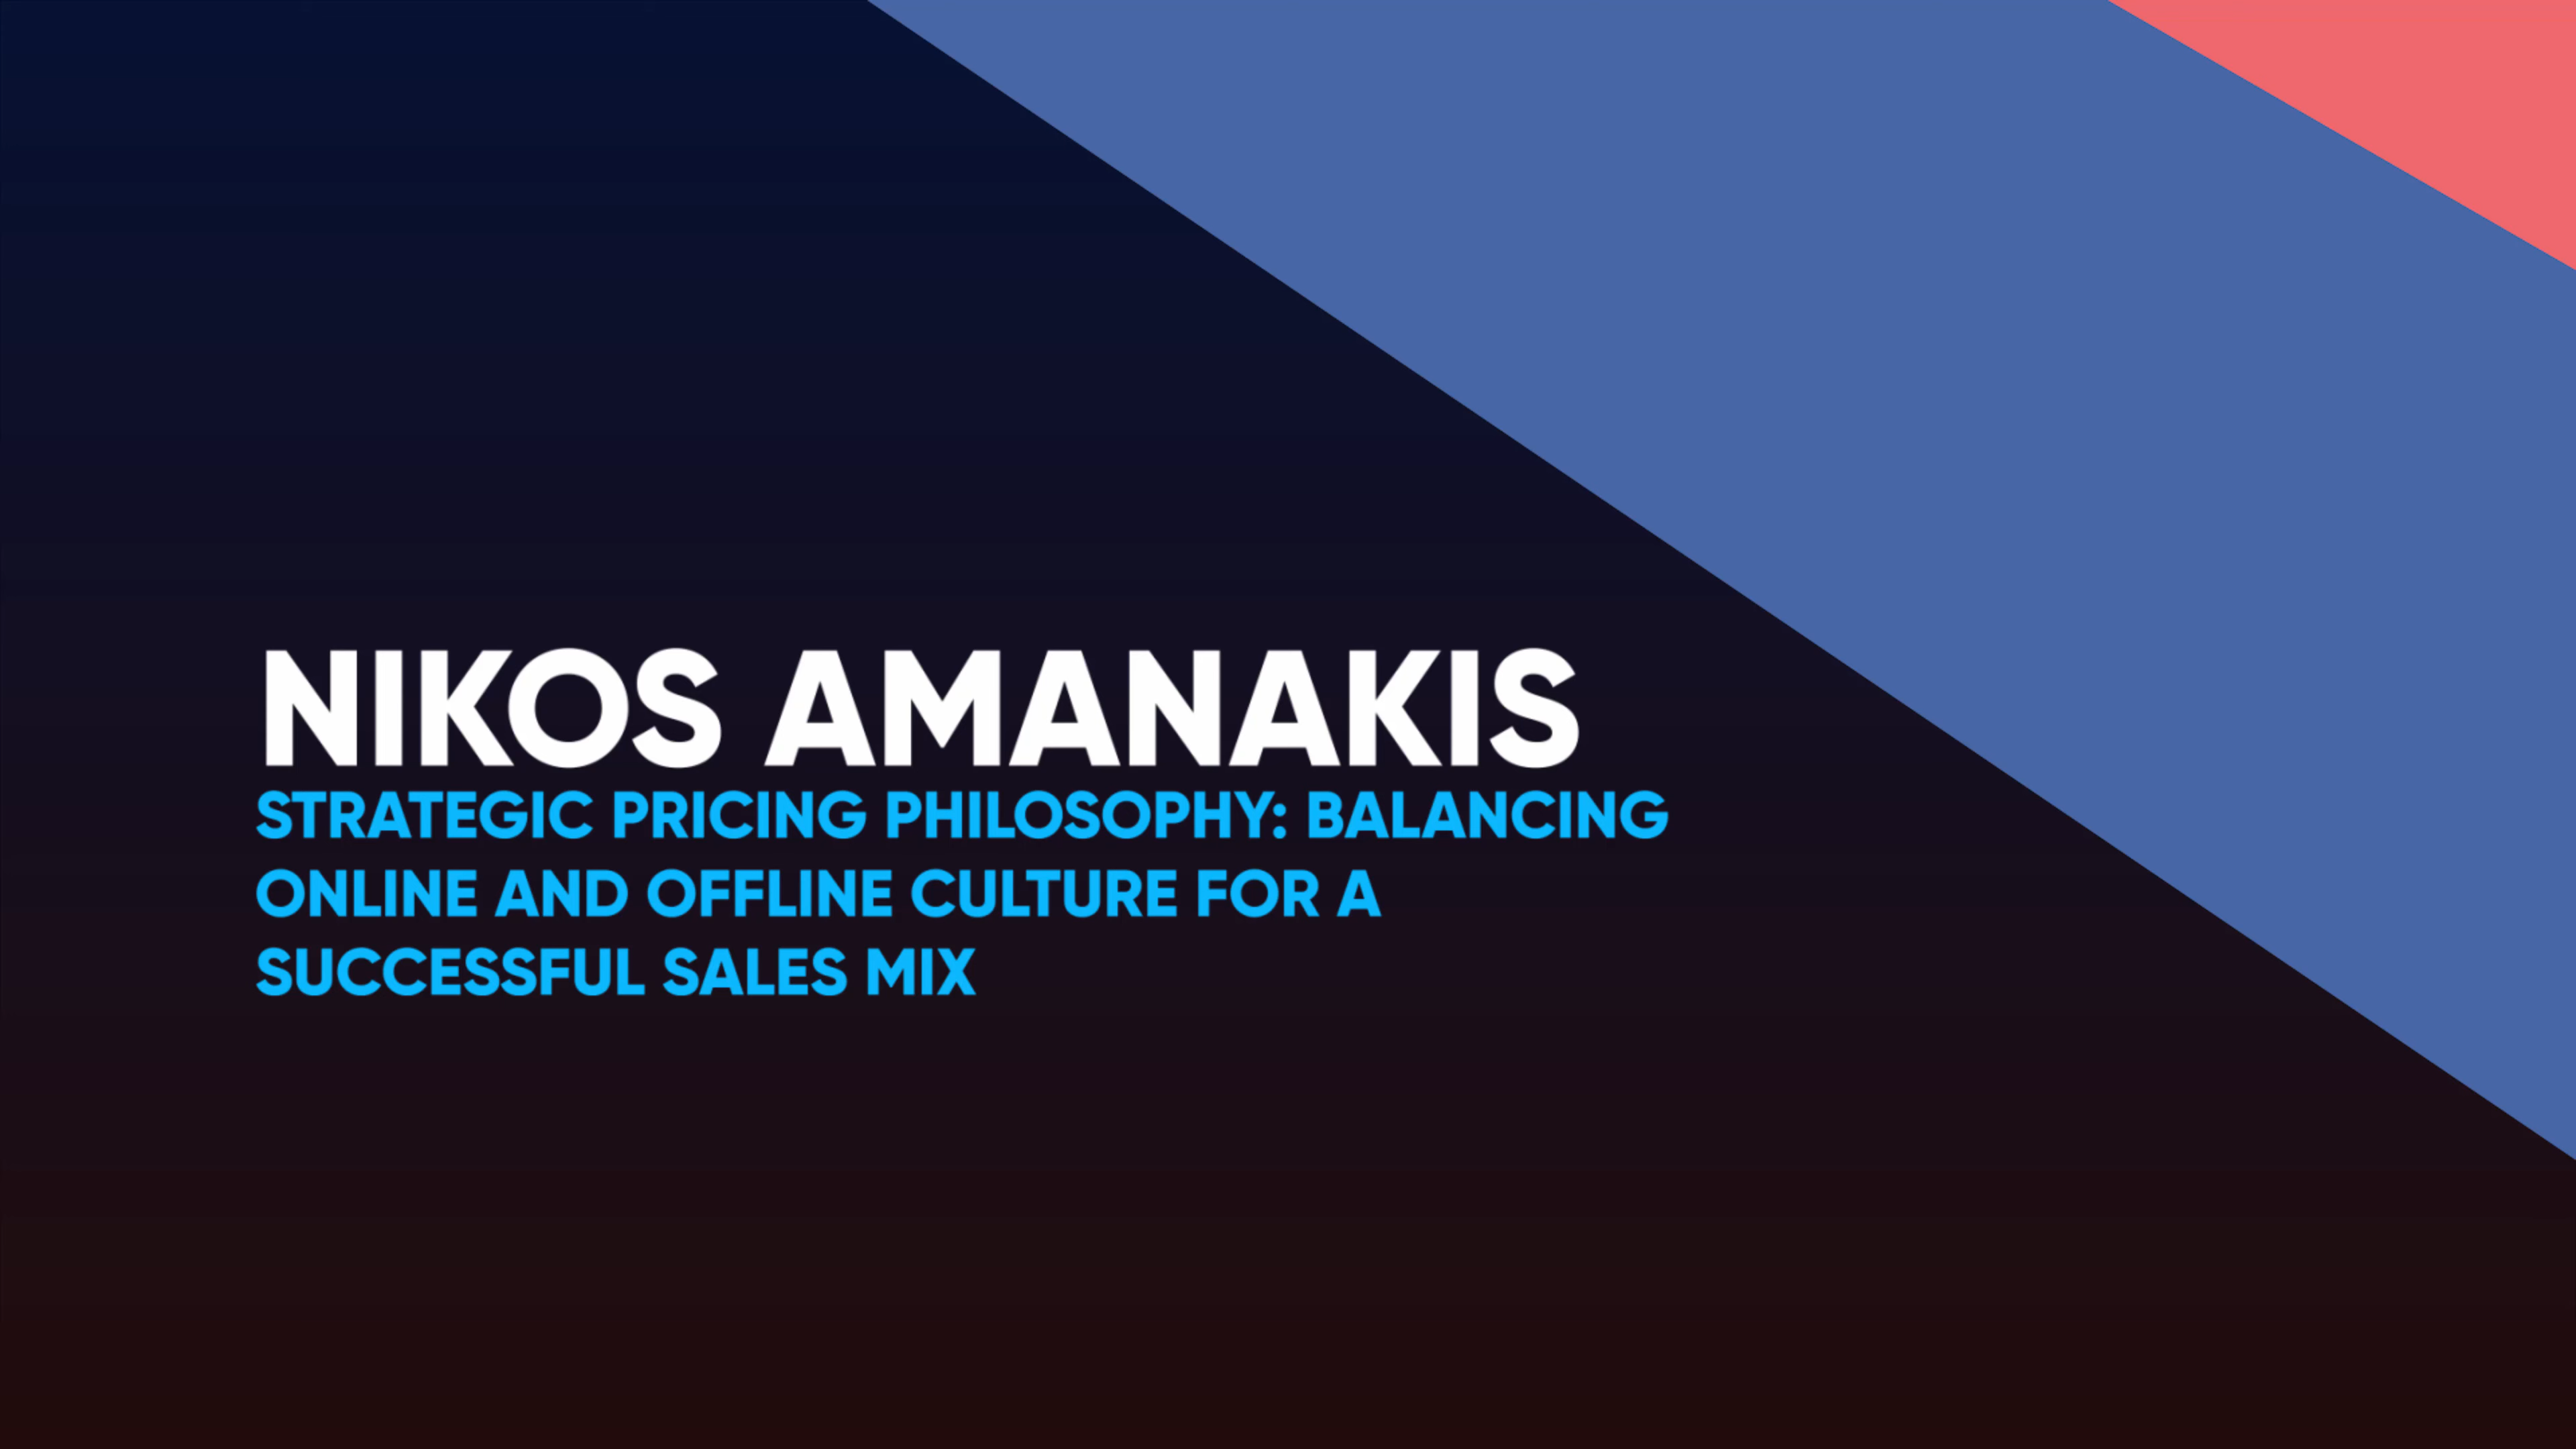 NIKOS AMANAKIS
STRATEGIC PRICING PHILOSOPHY: BALANCING
ONLINE AND OFFLINE CULTURE FOR A
SUCCESSFUL SALES MIX